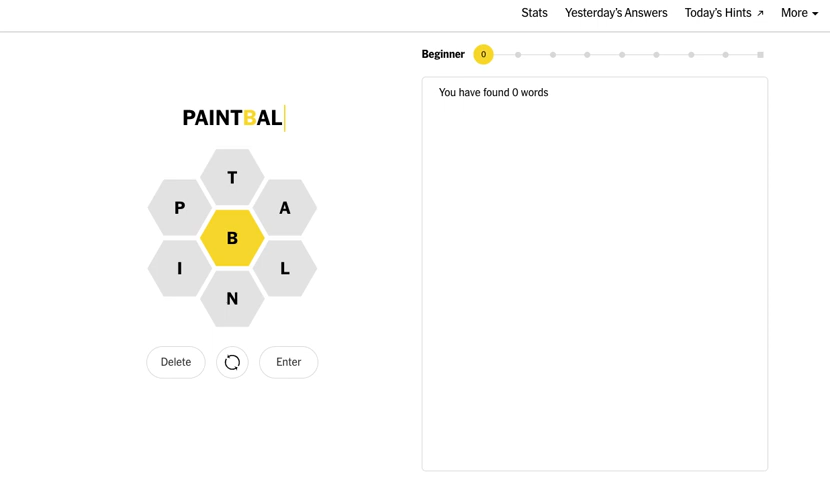 Stats Yesterday's Answers Today's Hints More
Beginner 0
You have found 0 words
PAINTBAL
T
P A
B
I L
N
Delete Enter